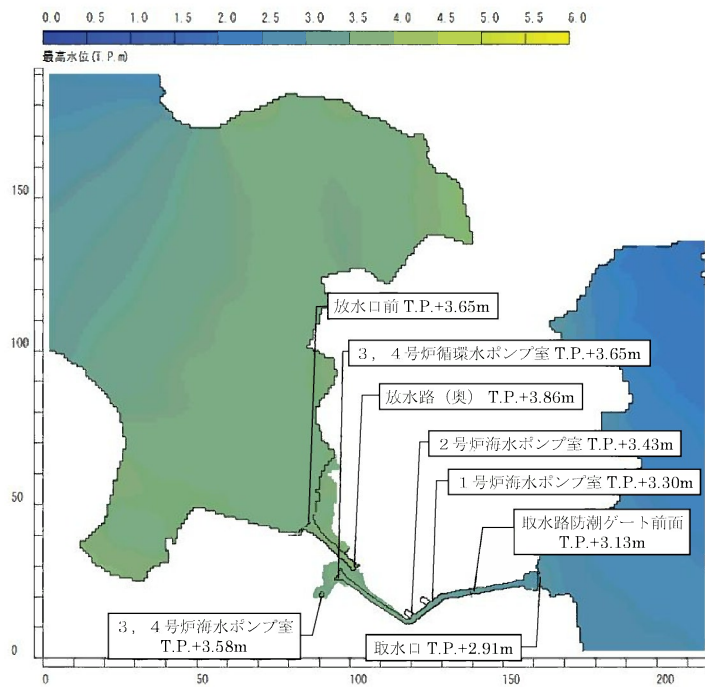 0.0 0.5 1.0 1.5 2.0 2.5 3.0 3.5 4.0 4.5 5.0 5.5 6.0
最高水位(T.P.m)
150
放水口前 T.P.+3.65m
100
3，4号炉循環水ポンプ室 T.P.+3.65m
放水路（奥） T.P.+3.86m
2号炉海水ポンプ室 T.P.+3.43m
1号炉海水ポンプ室 T.P.+3.30m
50
取水路防潮ゲート前面
T.P.+3.13m
3，4号炉海水ポンプ室
T.P.+3.58m
取水口 T.P.+2.91m
0
0 50 100 150 200